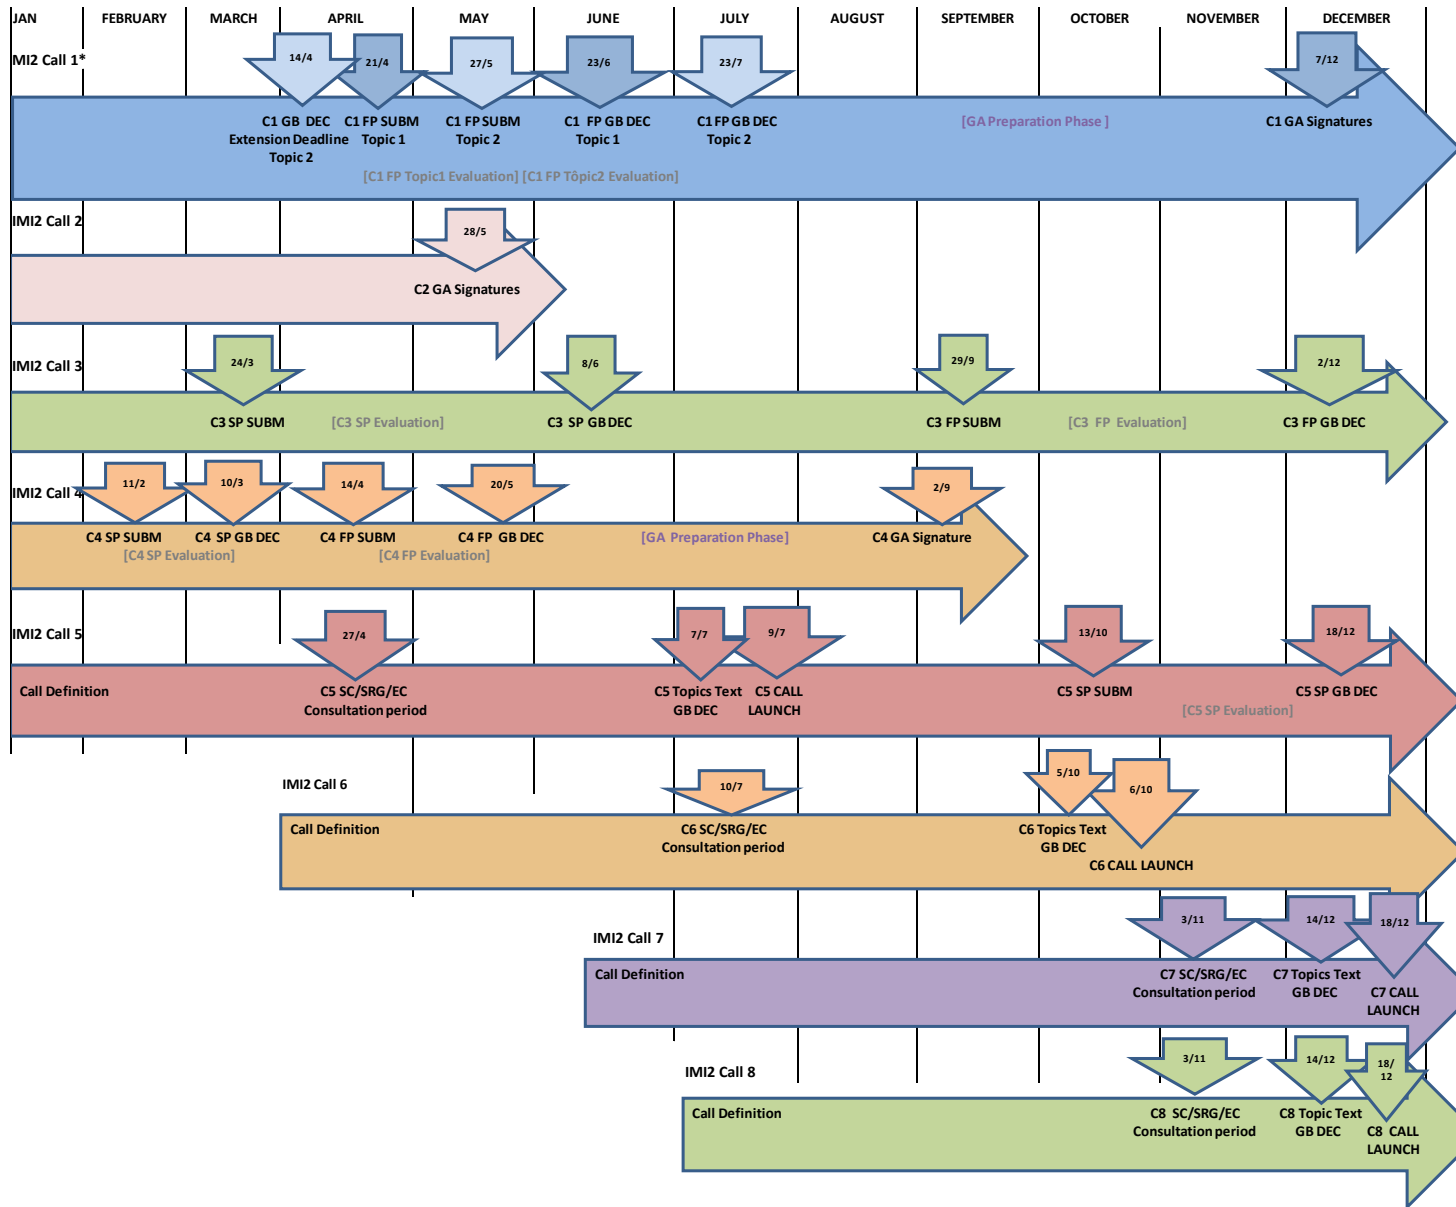 JAN FEBRUARY MARCH APRIL MAY JUNE JULY AUGUST SEPTEMBER OCTOBER NOVEMBER DECEMBER
MI2 Call 1*
14/4 21/4 27/5 23/6 23/7 7/12
C1 GB DEC C1 FP SUBM C1 FP SUBM C1 FP GB DEC C1 FP GB DEC [GA Preparation Phase ] C1 GA Signatures
Extension Deadline Topic 1 Topic 2 Topic 1 Topic 2
Topic 2
[C1 FP Topic1 Evaluation] [C1 FP Tôpic2 Evaluation]
IMI2 Call 2
28/5
C2 GA Signatures
IMI2 Call 3
24/3 8/6 29/9 2/12
C3 SP SUBM [C3 SP Evaluation] C3 SP GB DEC C3 FP SUBM [C3 FP Evaluation] C3 FP GB DEC
IMI2 Call 4
11/2 10/3 14/4 20/5 2/9
C4 SP SUBM C4 SP GB DEC C4 FP SUBM C4 FP GB DEC [GA Preparation Phase] C4 GA Signature
[C4 SP Evaluation] [C4 FP Evaluation]
IMI2 Call 5
27/4 7/7 9/7 13/10 18/12
Call Definition C5 SC/SRG/EC C5 Topics Text C5 CALL C5 SP SUBM C5 SP GB DEC
Consultation period GB DEC LAUNCH [C5 SP Evaluation]
IMI2 Call 6
10/7 5/10 6/10
Call Definition C6 SC/SRG/EC C6 Topics Text
Consultation period GB DEC
C6 CALL LAUNCH
IMI2 Call 7
3/11 14/12 18/12
Call Definition C7 SC/SRG/EC C7 Topics Text
Consultation period GB DEC C7 CALL
LAUNCH
IMI2 Call 8
3/11 14/12 18/
12
Call Definition C8 SC/SRG/EC C8 Topic Text
Consultation period GB DEC C8 CALL
LAUNCH